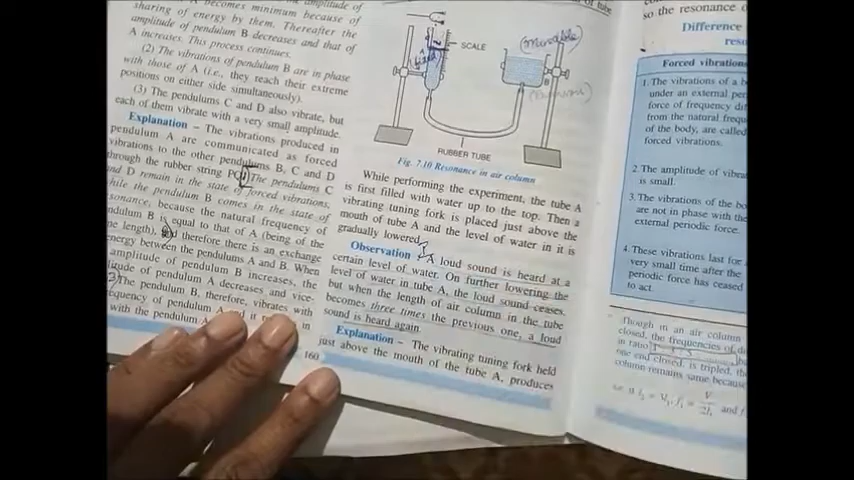 A becomes minimum because of
sharing of energy by them. Thereafter the
amplitude of pendulum B decreases and that of
A increases. This process continues.
(2) The vibrations of pendulum B are in phase
with those of A (i.e., they reach their extreme
positions on either side simultaneously).
(3) The pendulums C and D also vibrate, but
each of them vibrate with a very small amplitude.
Explanation – The vibrations produced in
pendulum A are communicated as forced
vibrations to the other pendulums B, C and D
through the rubber string PQ. The pendulums C
and D remain in the state of forced vibrations,
while the pendulum B comes in the state of
resonance, because the natural frequency of
pendulum B is equal to that of A (being of the
length), and therefore there is an exchange
energy between the pendulums A and B. When
amplitude of pendulum B increases, the
amplitude of pendulum A decreases and vice-
The pendulum B, therefore, vibrates with
frequency of pendulum A and it
with the pendulum
160
of tube
SCALE
(Movable)
B
RUBBER TUBE
Fig. 7.10 Resonance in air column
While performing the experiment, the tube A
is first filled with water up to the top. Then a
vibrating tuning fork is placed just above the
mouth of tube A and the level of water in it is
gradually lowered.
Observation – A loud sound is heard at a
certain level of water. On further lowering the
level of water in tube A, the loud sound ceases,
but when the length of air column in the tube
becomes three times the previous one, a loud
sound is heard again.
Explanation – The vibrating tuning fork held
just above the mouth of the tube A, produces
so the resonance
Difference
Forced vibrations
1. The vibrations of a
under an external
force of frequency
from the natural
of the body, are called
forced vibrations.
2. The amplitude of
is small.
3. The vibrations of the
are not in phase with the
external periodic force.
4. These vibrations last for
very small time after the
periodic force has ceased
to act.
Though in an air column
closed, the frequencies of
in ratio
one end closed, is tripled, the
column remains same because